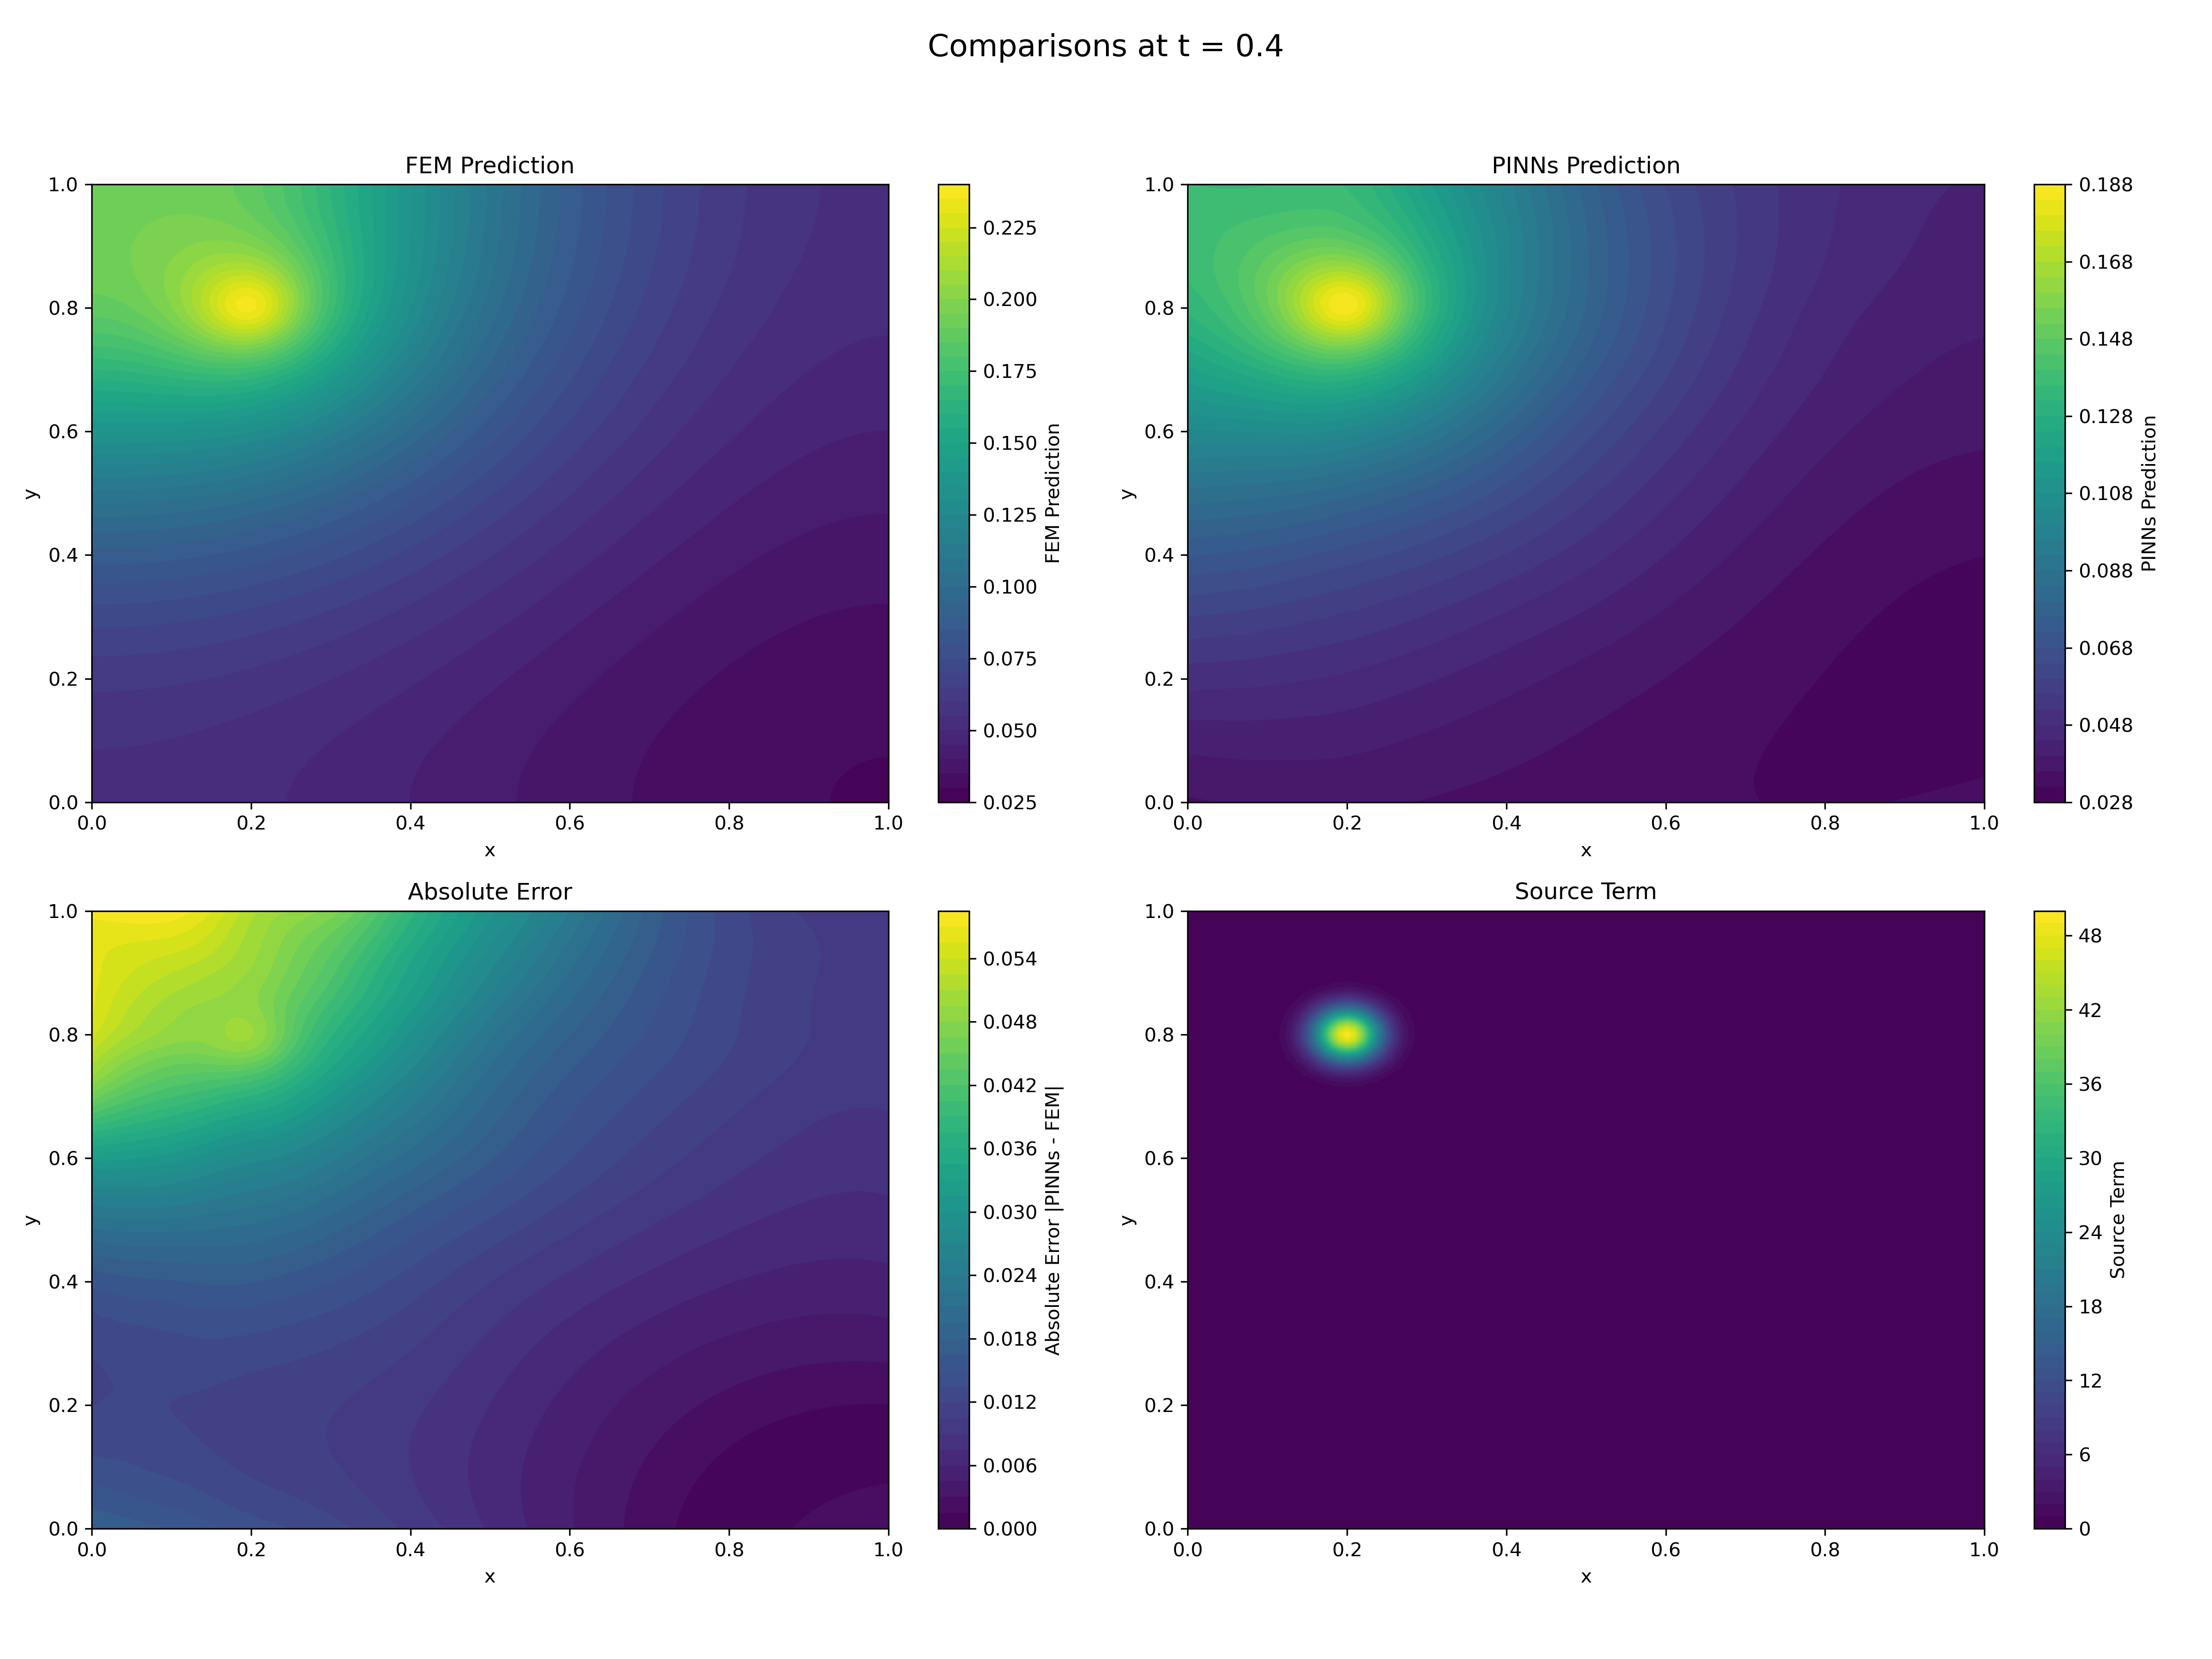 Comparisons at t = 0.4
FEM Prediction
1.0
0.8
0.6
0.4
0.2
0.0
y
0.0 0.2 0.4 0.6 0.8 1.0
x
0.225
0.200
0.175
0.150
0.125
0.100
0.075
0.050
0.025
FEM Prediction
PINNs Prediction
1.0
0.8
0.6
0.4
0.2
0.0
y
0.0 0.2 0.4 0.6 0.8 1.0
x
0.188
0.168
0.148
0.128
0.108
0.088
0.068
0.048
0.028
PINNs Prediction
Absolute Error
1.0
0.8
0.6
0.4
0.2
0.0
y
0.0 0.2 0.4 0.6 0.8 1.0
x
0.054
0.048
0.042
0.036
0.030
0.024
0.018
0.012
0.006
0.000
Absolute Error |PINNs - FEM|
Source Term
1.0
0.8
0.6
0.4
0.2
0.0
y
0.0 0.2 0.4 0.6 0.8 1.0
x
48
42
36
30
24
18
12
6
0
Source Term